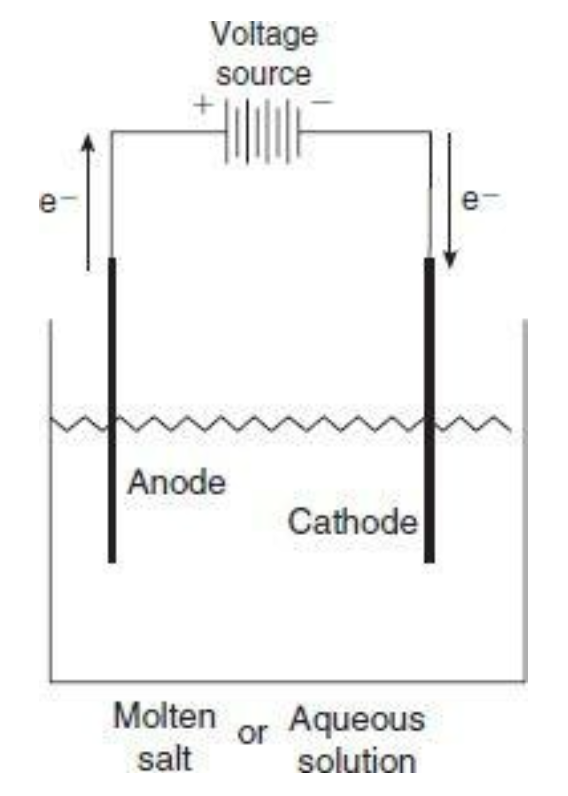 Voltage
source
+ −
e− e−
Anode
Cathode
Molten or Aqueous
salt solution